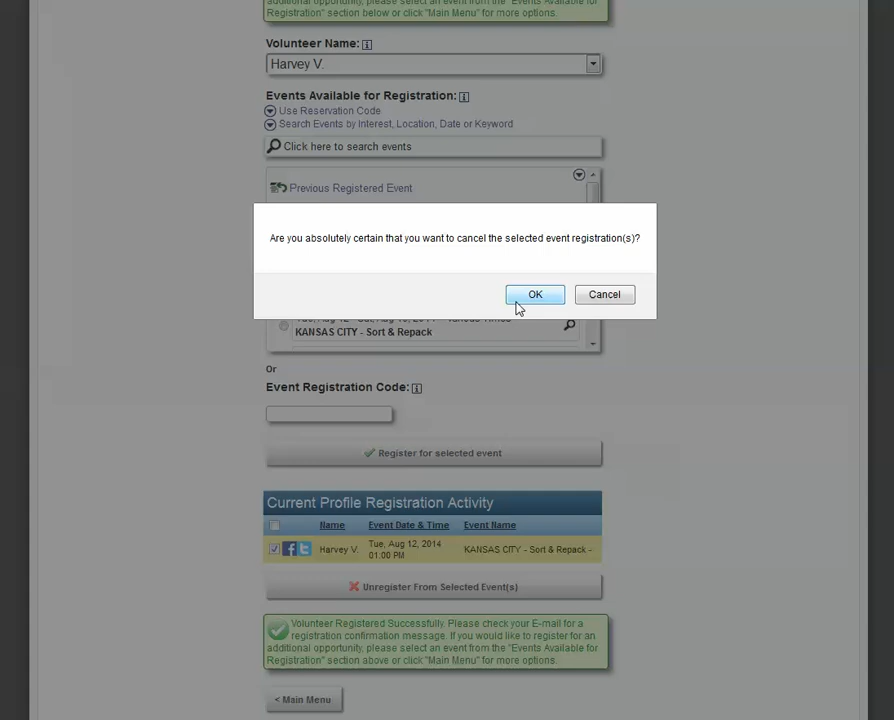 additional opportunity, please select an event from the "Events Available for
Registration" section below or click "Main Menu" for more options.
Volunteer Name:
Harvey V.
Events Available for Registration:
Use Reservation Code
Search Events by Interest, Location, Date or Keyword
Click here to search events
Previous Registered Event
Are you absolutely certain that you want to cancel the selected event registration(s)?
OK Cancel
KANSAS CITY - Sort & Repack
Or
Event Registration Code:
Register for selected event
Current Profile Registration Activity
Name Event Date & Time Event Name
Harvey V. Tue, Aug 12, 2014 KANSAS CITY - Sort & Repack -
01:00 PM
Unregister From Selected Event(s)
Volunteer Registered Successfully. Please check your E-mail for a
registration confirmation message. If you would like to register for an
additional opportunity, please select an event from the "Events Available for
Registration" section above or click "Main Menu" for more options.
< Main Menu